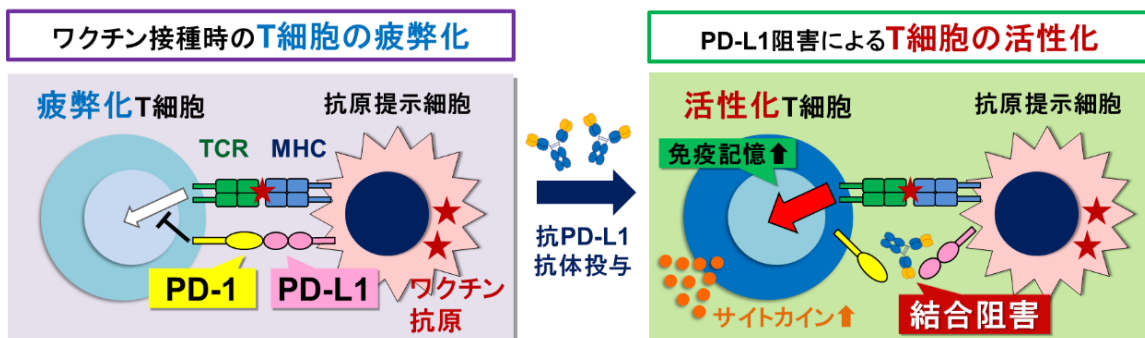 ワクチン接種時のT細胞の疲弊化
疲弊化T細胞
抗原提示細胞
TCR
MHC
PD-1
PD-L1
ワクチン
抗原
抗PD-L1
抗体投与
PD-L1阻害によるT細胞の活性化
活性化T細胞
抗原提示細胞
免疫記憶⬆
サイトカイン⬆
結合阻害